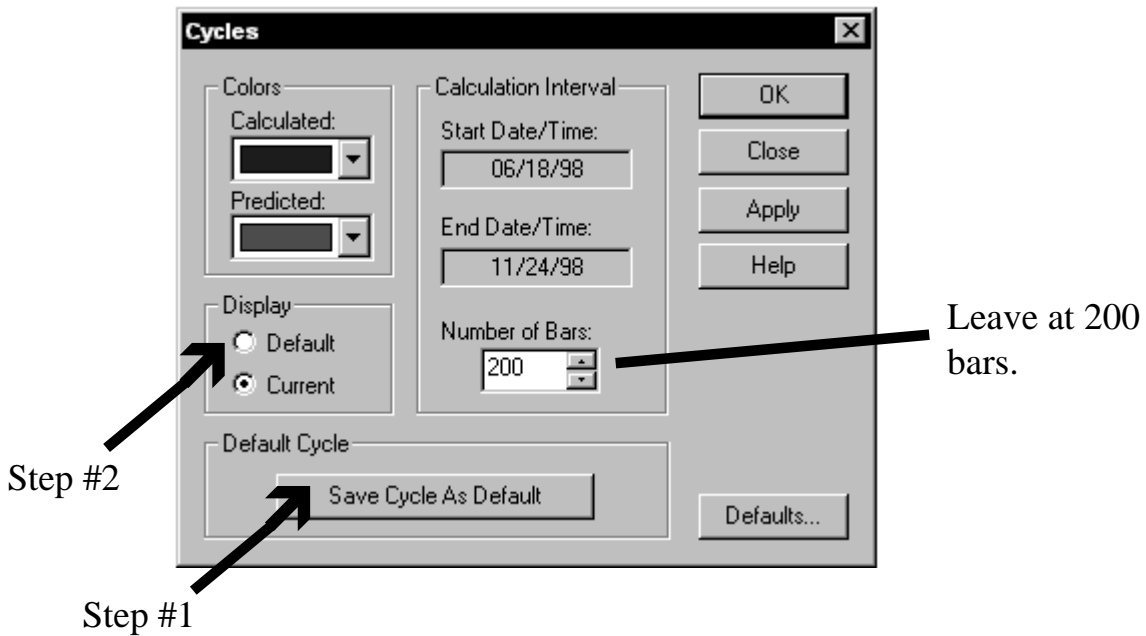 Cycles
Colors
Calculated:
Predicted:
Display
Default
Current
Calculation Interval
Start Date/Time:
06/18/98
End Date/Time:
11/24/98
Number of Bars:
200
OK
Close
Apply
Help
Leave at 200
bars.
Default Cycle
Save Cycle As Default
Defaults...
Step #2
Step #1